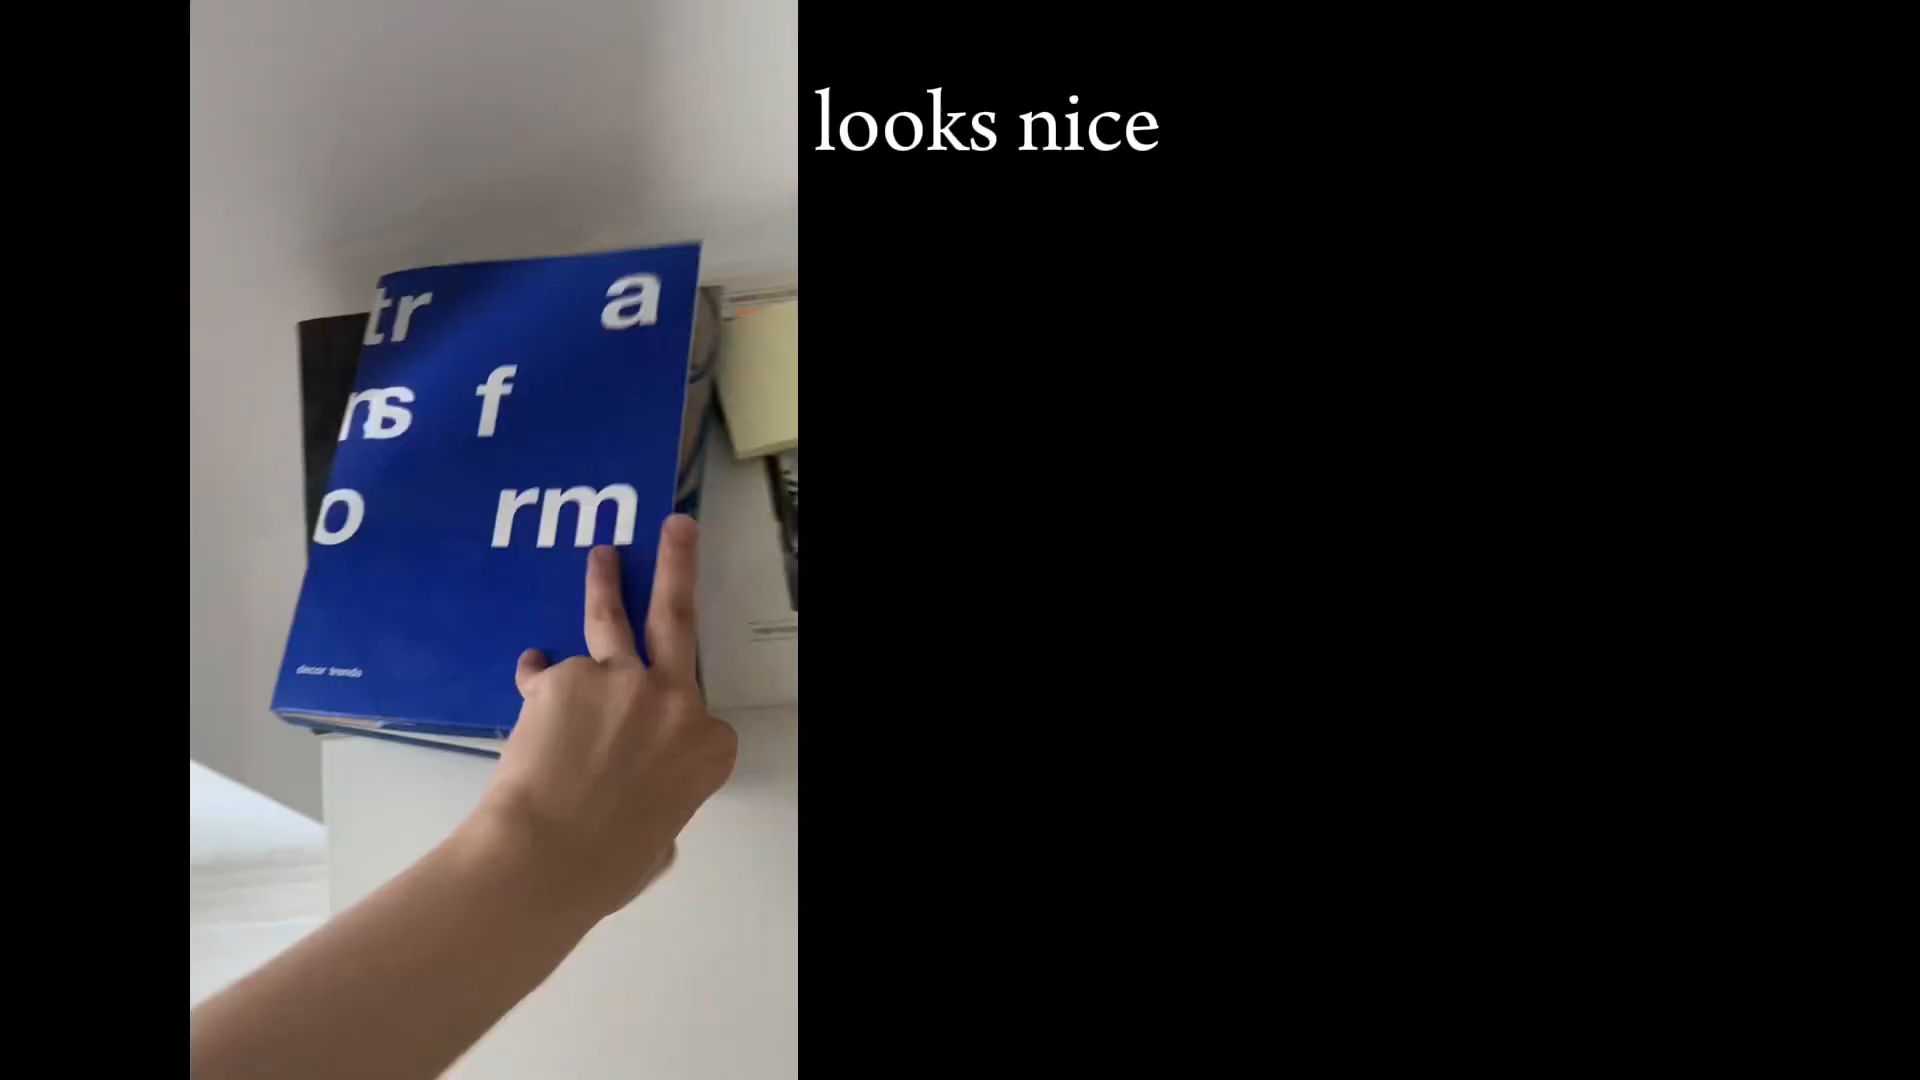 looks nice
tr a
ns f
o rm
decor trends